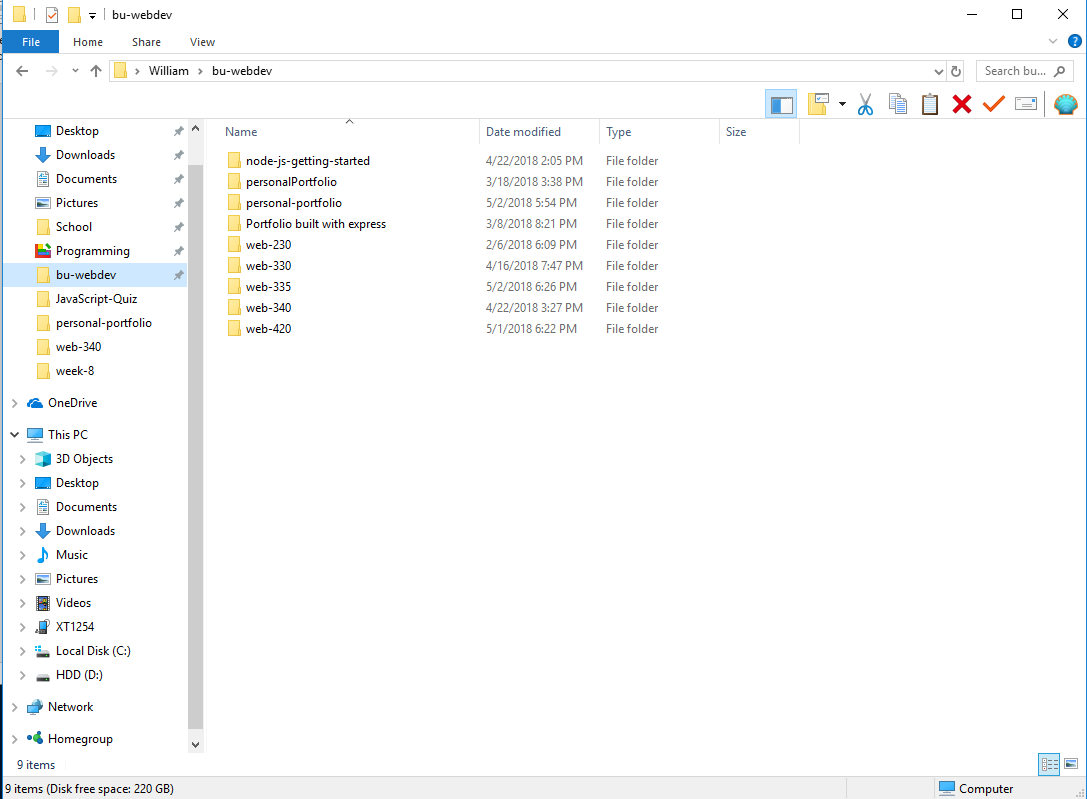 bu-webdev
File Home Share View
William bu-webdev Search bu...
Name Date modified Type Size
Desktop
Downloads
Documents
Pictures
School
Programming
bu-webdev
JavaScript-Quiz
personal-portfolio
web-340
week-8
OneDrive
This PC
3D Objects
Desktop
Documents
Downloads
Music
Pictures
Videos
XT1254
Local Disk (C:)
HDD (D:)
Network
Homegroup
node-js-getting-started 4/22/2018 2:05 PM File folder
personalPortfolio 3/18/2018 3:38 PM File folder
personal-portfolio 5/2/2018 5:54 PM File folder
Portfolio built with express 3/8/2018 8:21 PM File folder
web-230 2/6/2018 6:09 PM File folder
web-330 4/16/2018 7:47 PM File folder
web-335 5/2/2018 6:26 PM File folder
web-340 4/22/2018 3:27 PM File folder
web-420 5/1/2018 6:22 PM File folder
9 items
9 items (Disk free space: 220 GB) Computer